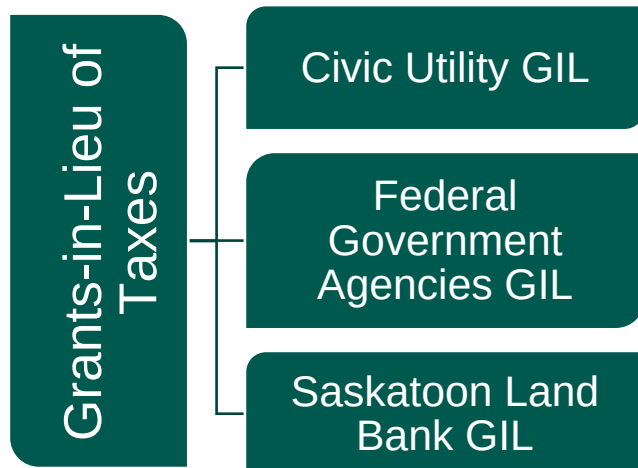 Grants-in-Lieu of
Taxes
Civic Utility GIL
Federal
Government
Agencies GIL
Saskatoon Land
Bank GIL